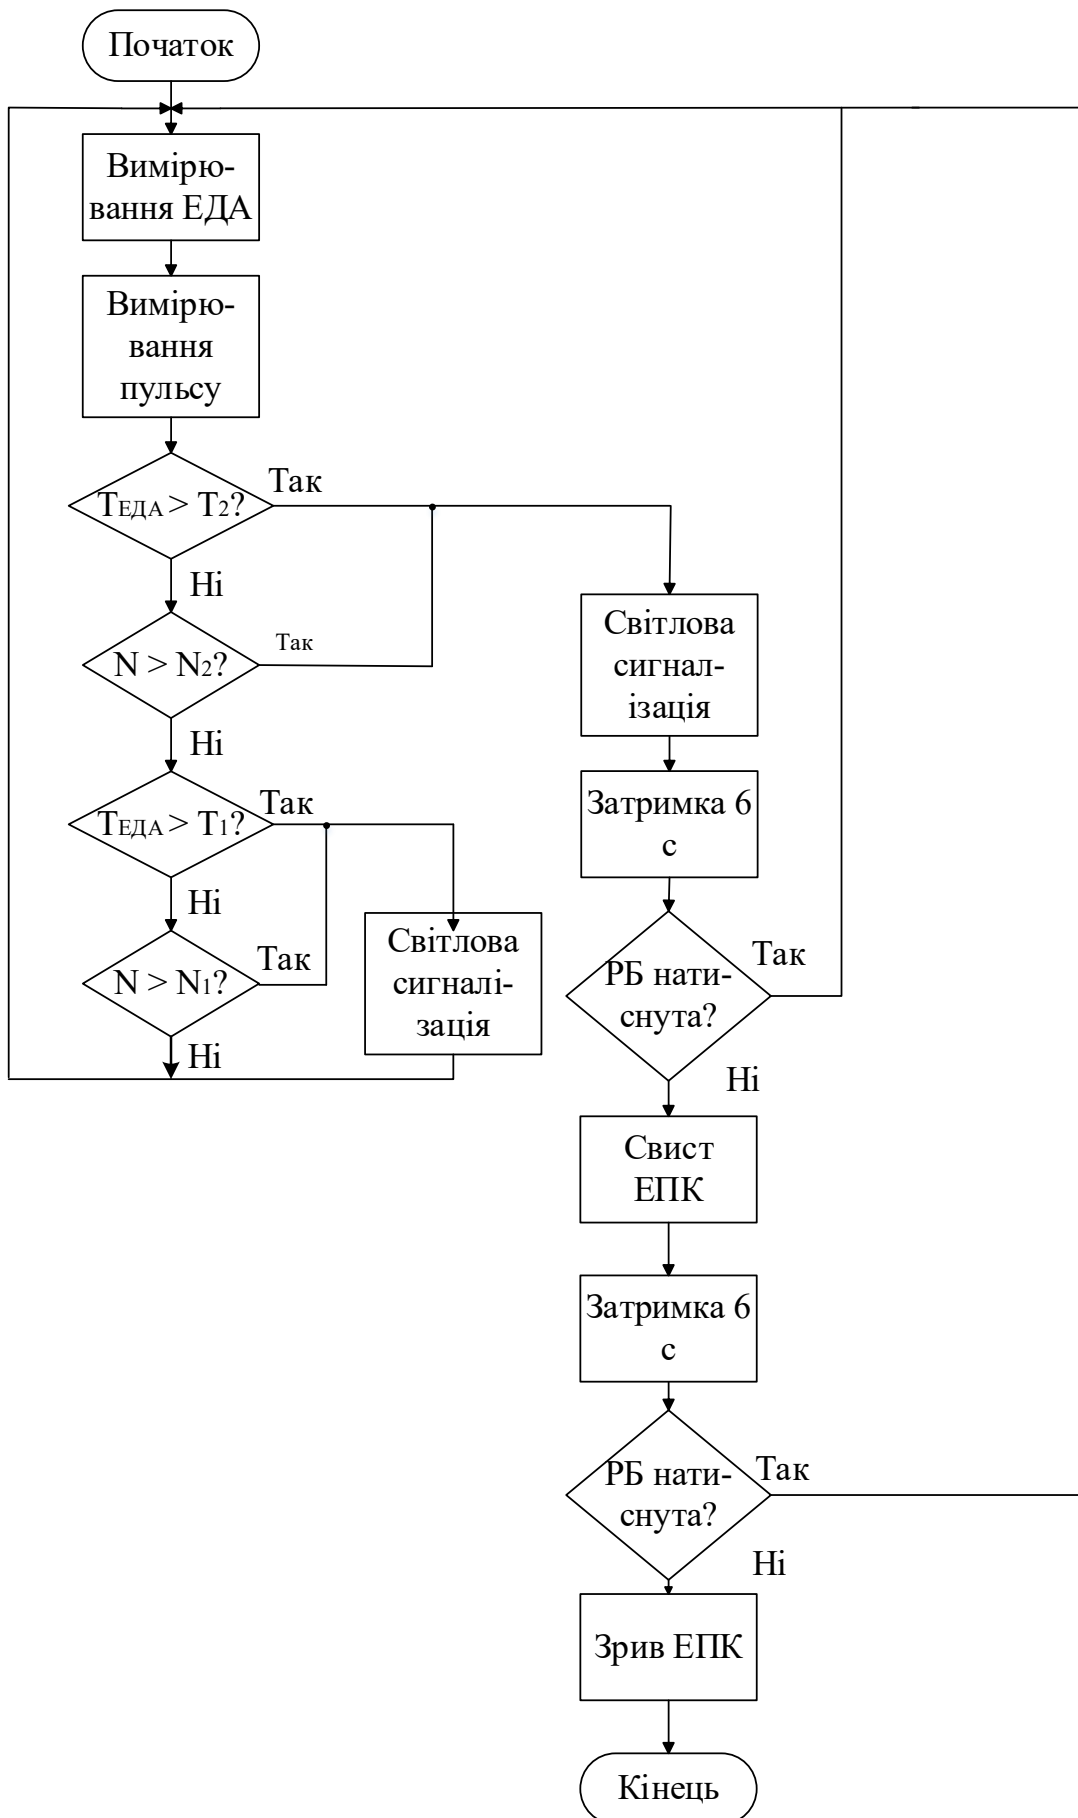 Початок
Вимірю-
вання ЕДА
Вимірю-
вання
пульсу
TЕДА > T2?
Так
Ні
N > N2?
Так
Ні
TЕДА > T1?
Так
Ні
N > N1?
Так
Ні
Світлова
сигналі-
зація
Світлова
сигнал-
ізація
Затримка 6
с
РБ нати-
снута?
Так
Ні
Свист
ЕПК
Затримка 6
с
РБ нати-
снута?
Так
Ні
Зрив ЕПК
Кінець